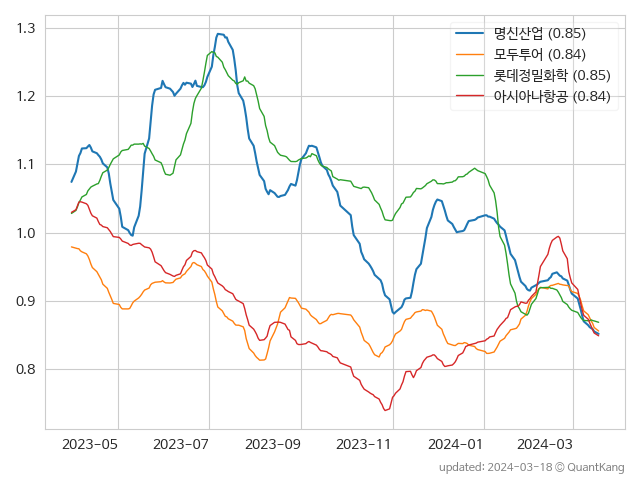 1.3
1.2
1.1
1.0
0.9
0.8
명신산업 (0.85)
모두투어 (0.84)
롯데정밀화학 (0.85)
아시아나항공 (0.84)
2023-05 2023-07 2023-09 2023-11 2024-01 2024-03
updated: 2024-03-18 © QuantKang